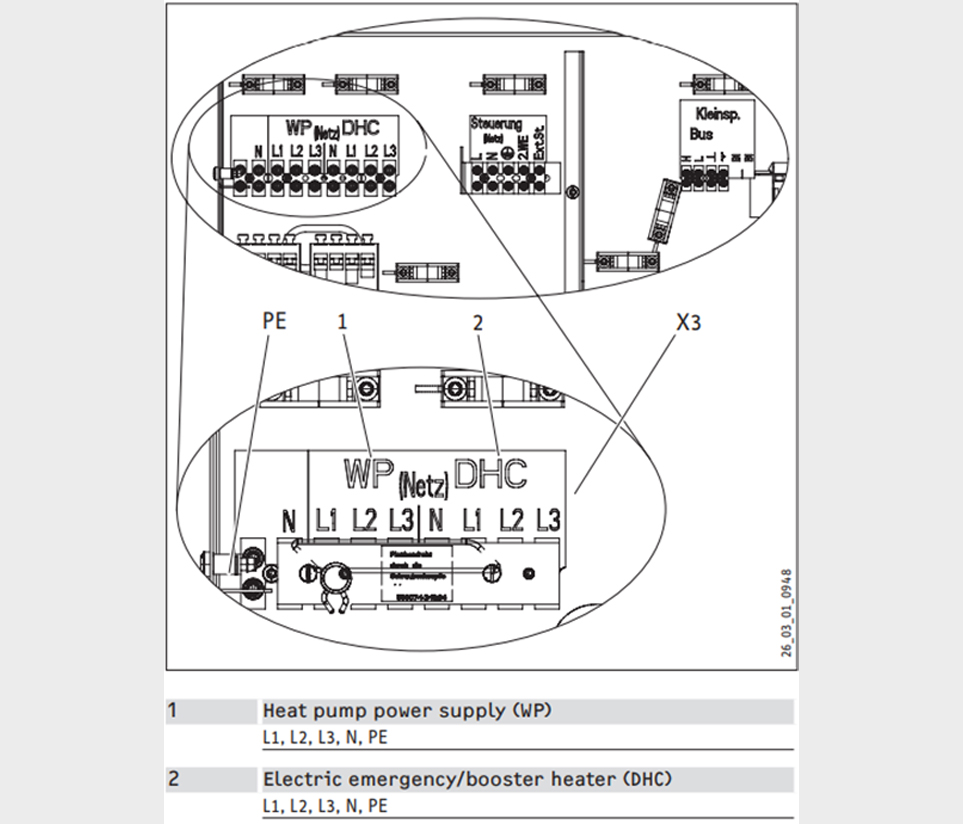 WP (Netz) DHC
N L1 L2 L3 N L1 L2 L3
Steuerung
(Netz)
L N 2.WE Ext.St
Kleinsp.
Bus
H L
PE 1 2 X3
WP (Netz) DHC
N L1 L2 L3 N L1 L2 L3
durch die
26_03_01_0948
1 Heat pump power supply (WP)
L1, L2, L3, N, PE
2 Electric emergency/booster heater (DHC)
L1, L2, L3, N, PE